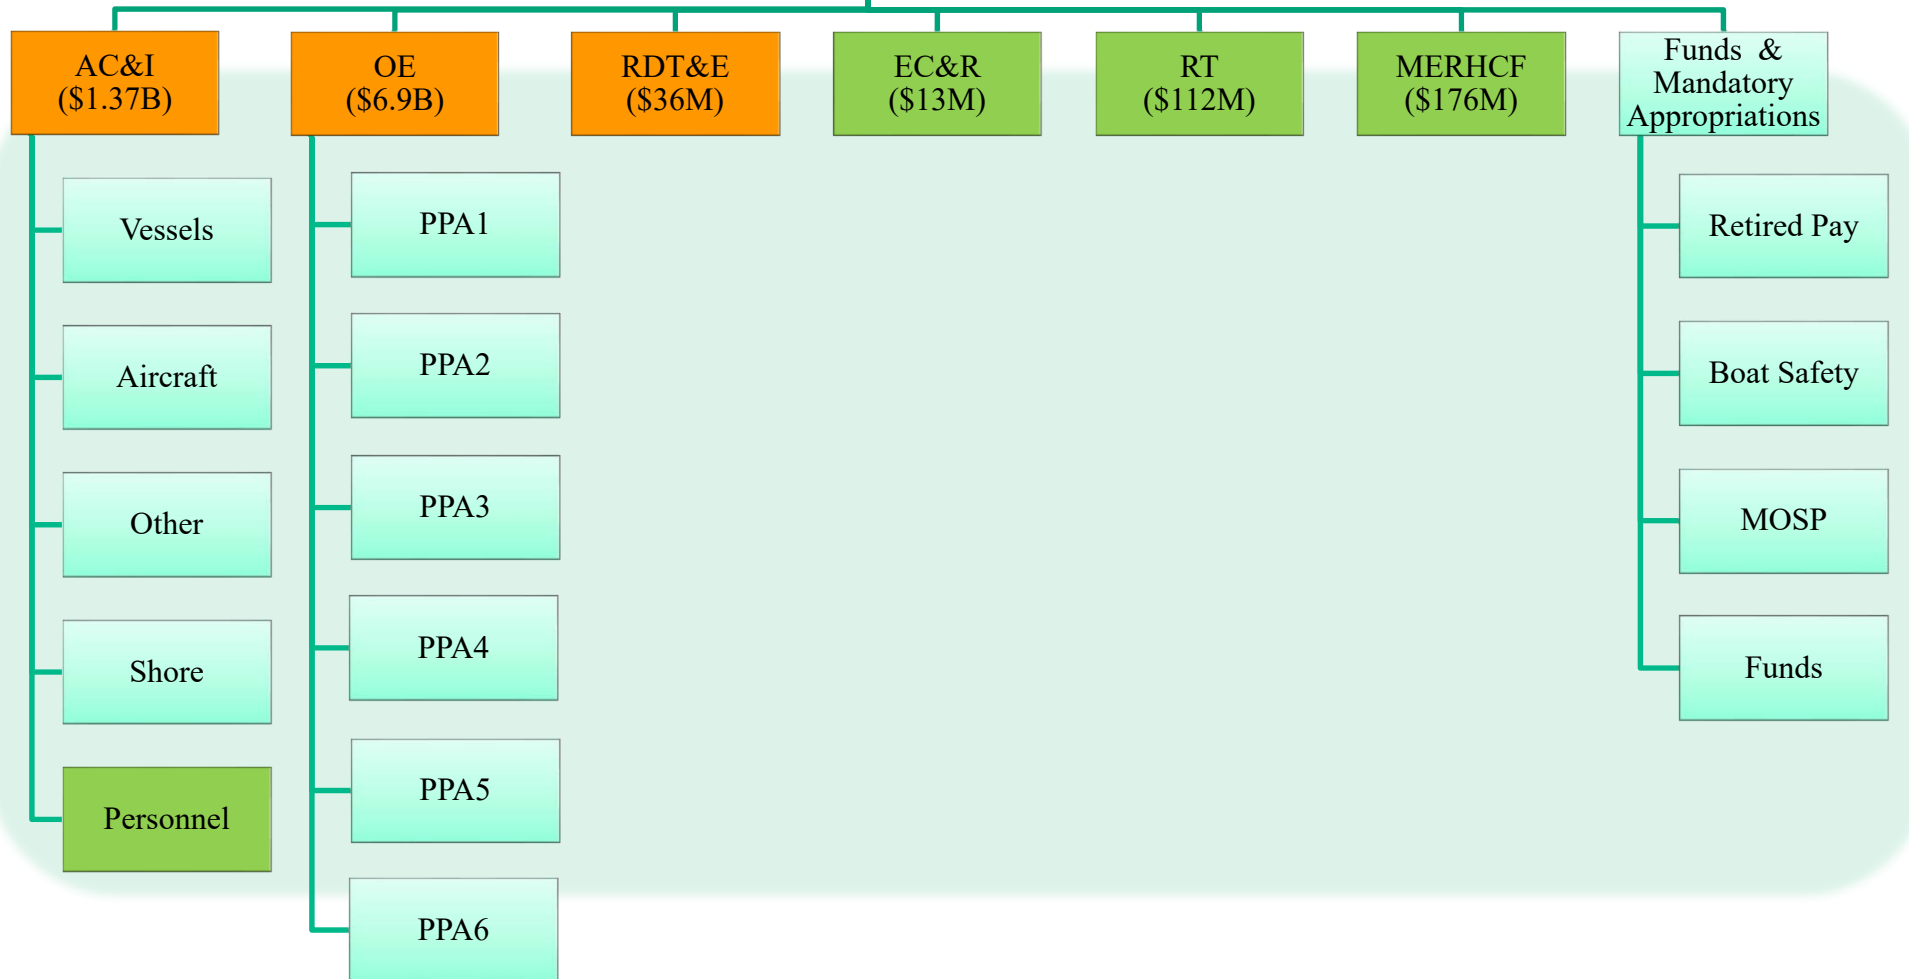 AC&I
($1.37B)
OE
($6.9B)
RDT&E
($36M)
EC&R
($13M)
RT
($112M)
MERHCF
($176M)
Funds &
Mandatory
Appropriations
Vessels
Aircraft
Other
Shore
Personnel
PPA1
PPA2
PPA3
PPA4
PPA5
PPA6
Retired Pay
Boat Safety
MOSP
Funds